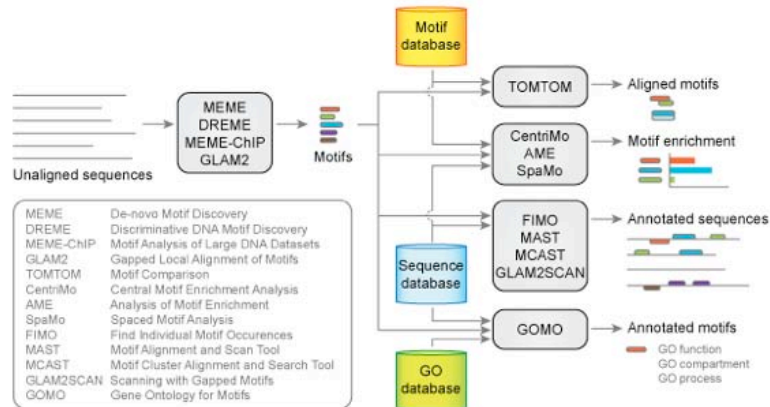 Motif
database
MEME
DREME
MEME-ChIP
GLAM2
Unaligned sequences
Motifs
TOMTOM
Aligned motifs
CentriMo
AME
SpaMo
Motif enrichment
FIMO
MAST
MCAST
GLAM2SCAN
Annotated sequences
Sequence
database
GOMO
Annotated motifs
GO function
GO compartment
GO process
GO
database
MEME De-novo Motif Discovery
DREME Discriminative DNA Motif Discovery
MEME-ChIP Motif Analysis of Large DNA Datasets
GLAM2 Gapped Local Alignment of Motifs
TOMTOM Motif Comparison
CentriMo Central Motif Enrichment Analysis
AME Analysis of Motif Enrichment
SpaMo Spaced Motif Analysis
FIMO Find Individual Motif Occurences
MAST Motif Alignment and Scan Tool
MCAST Motif Cluster Alignment and Search Tool
GLAM2SCAN Scanning with Gapped Motifs
GOMO Gene Ontology for Motifs